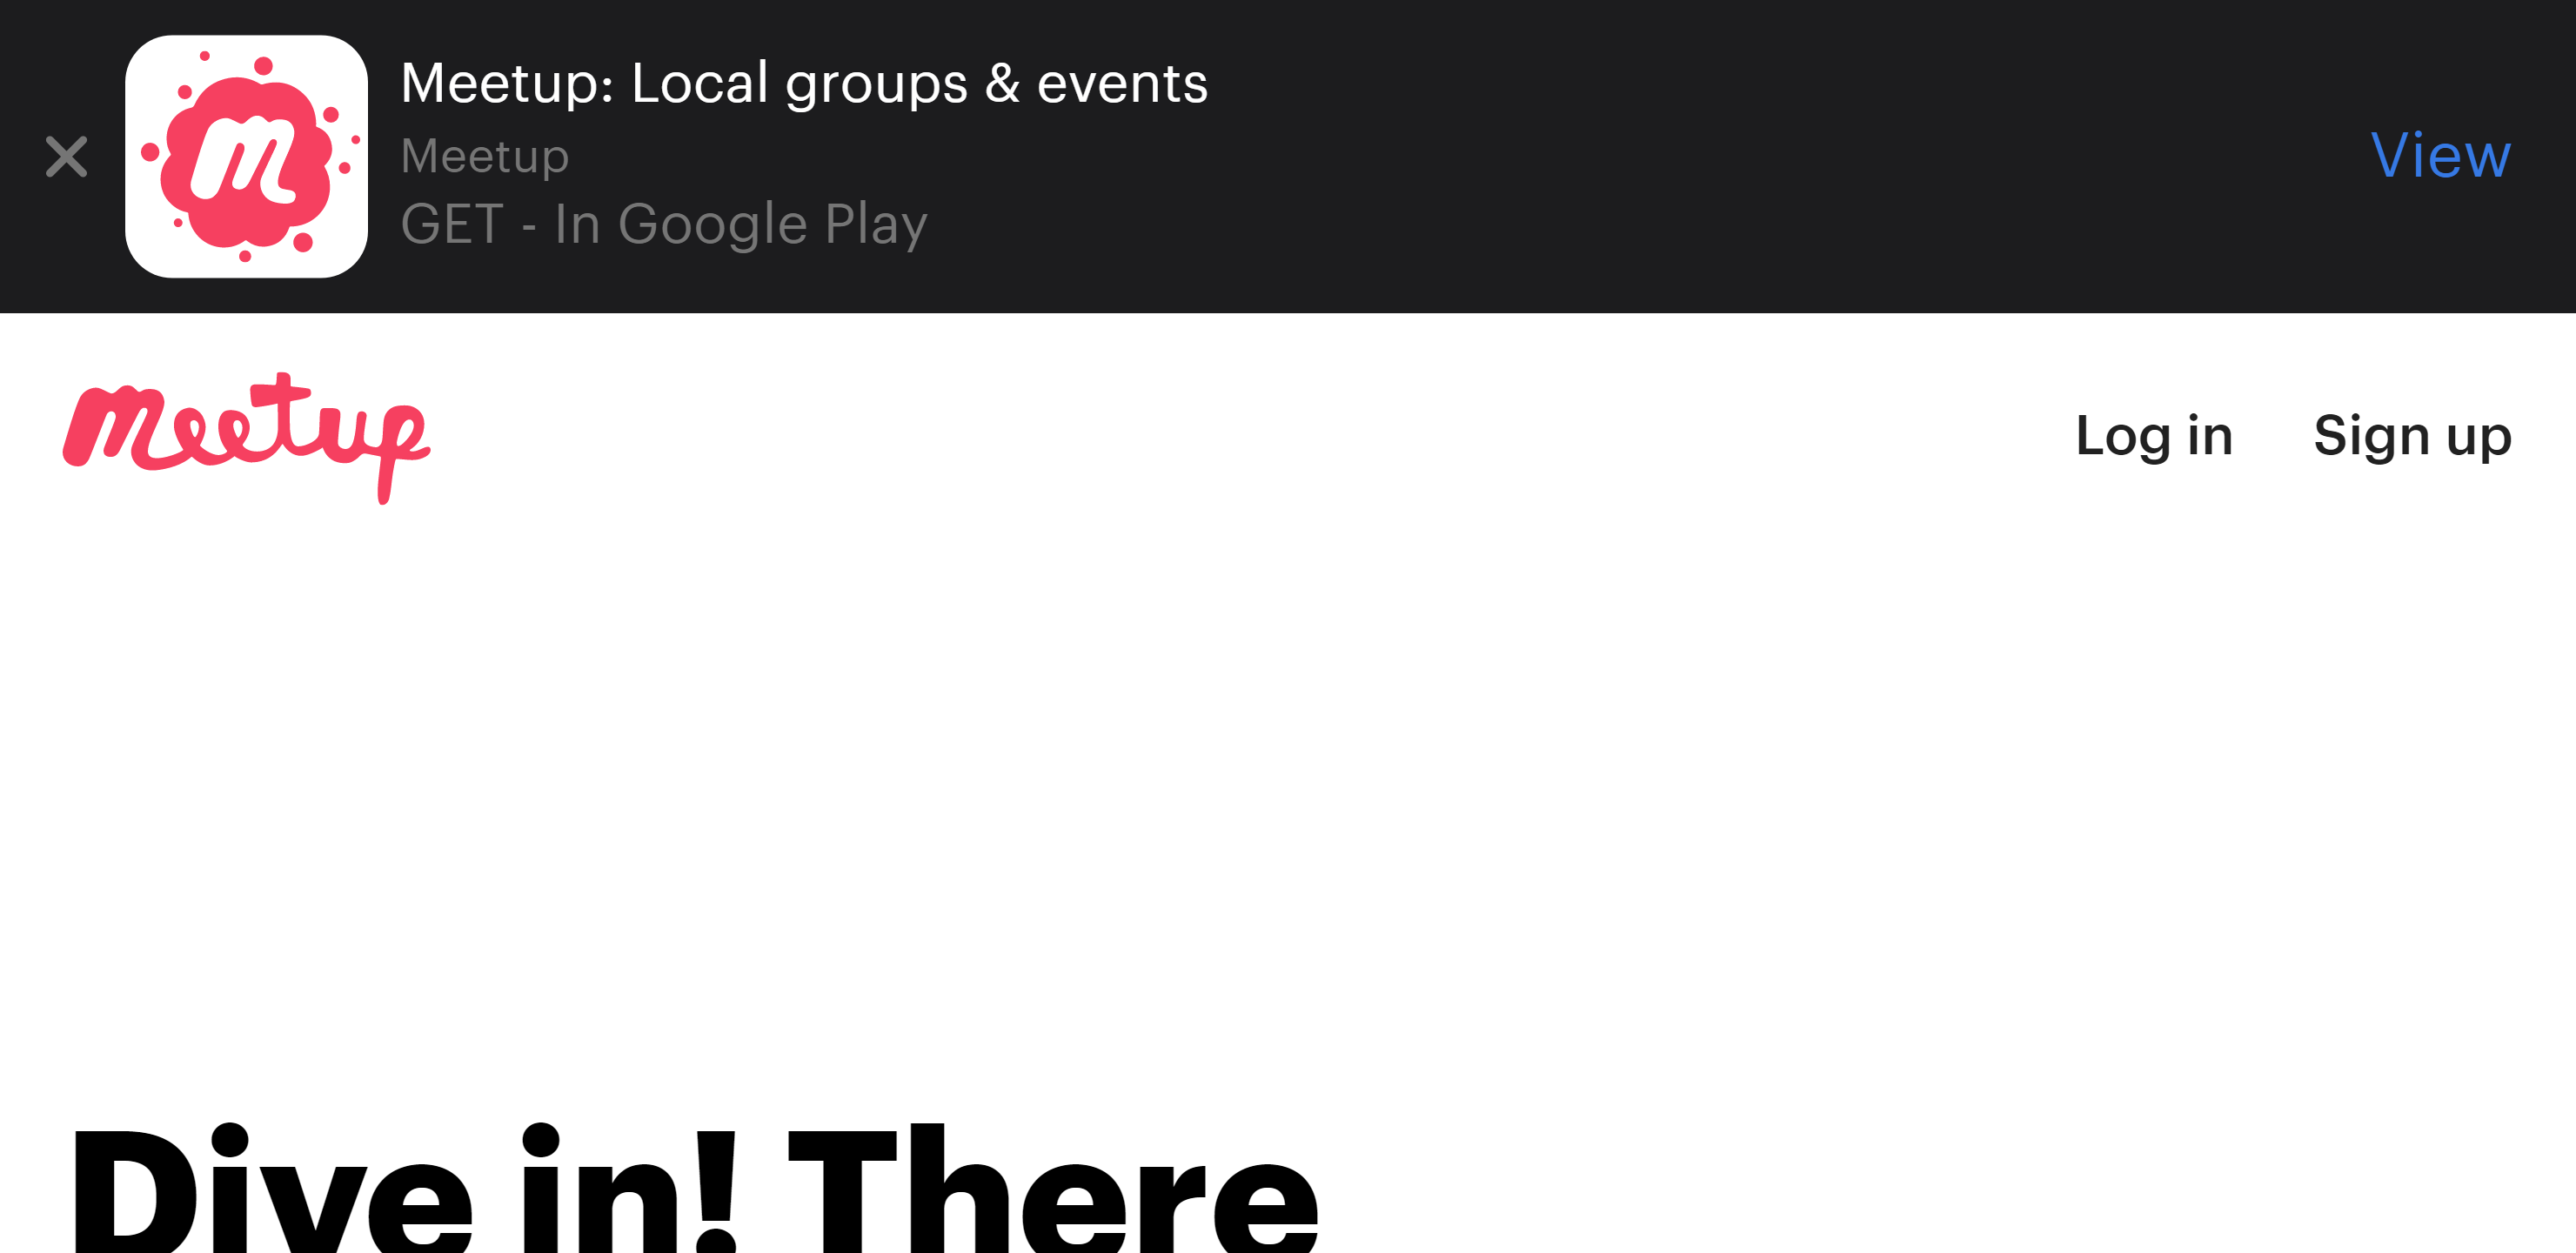 Meetup: Local groups & events
Meetup
GET - In Google Play
View
m
meetup
Log in
Sign up
Dive in! There